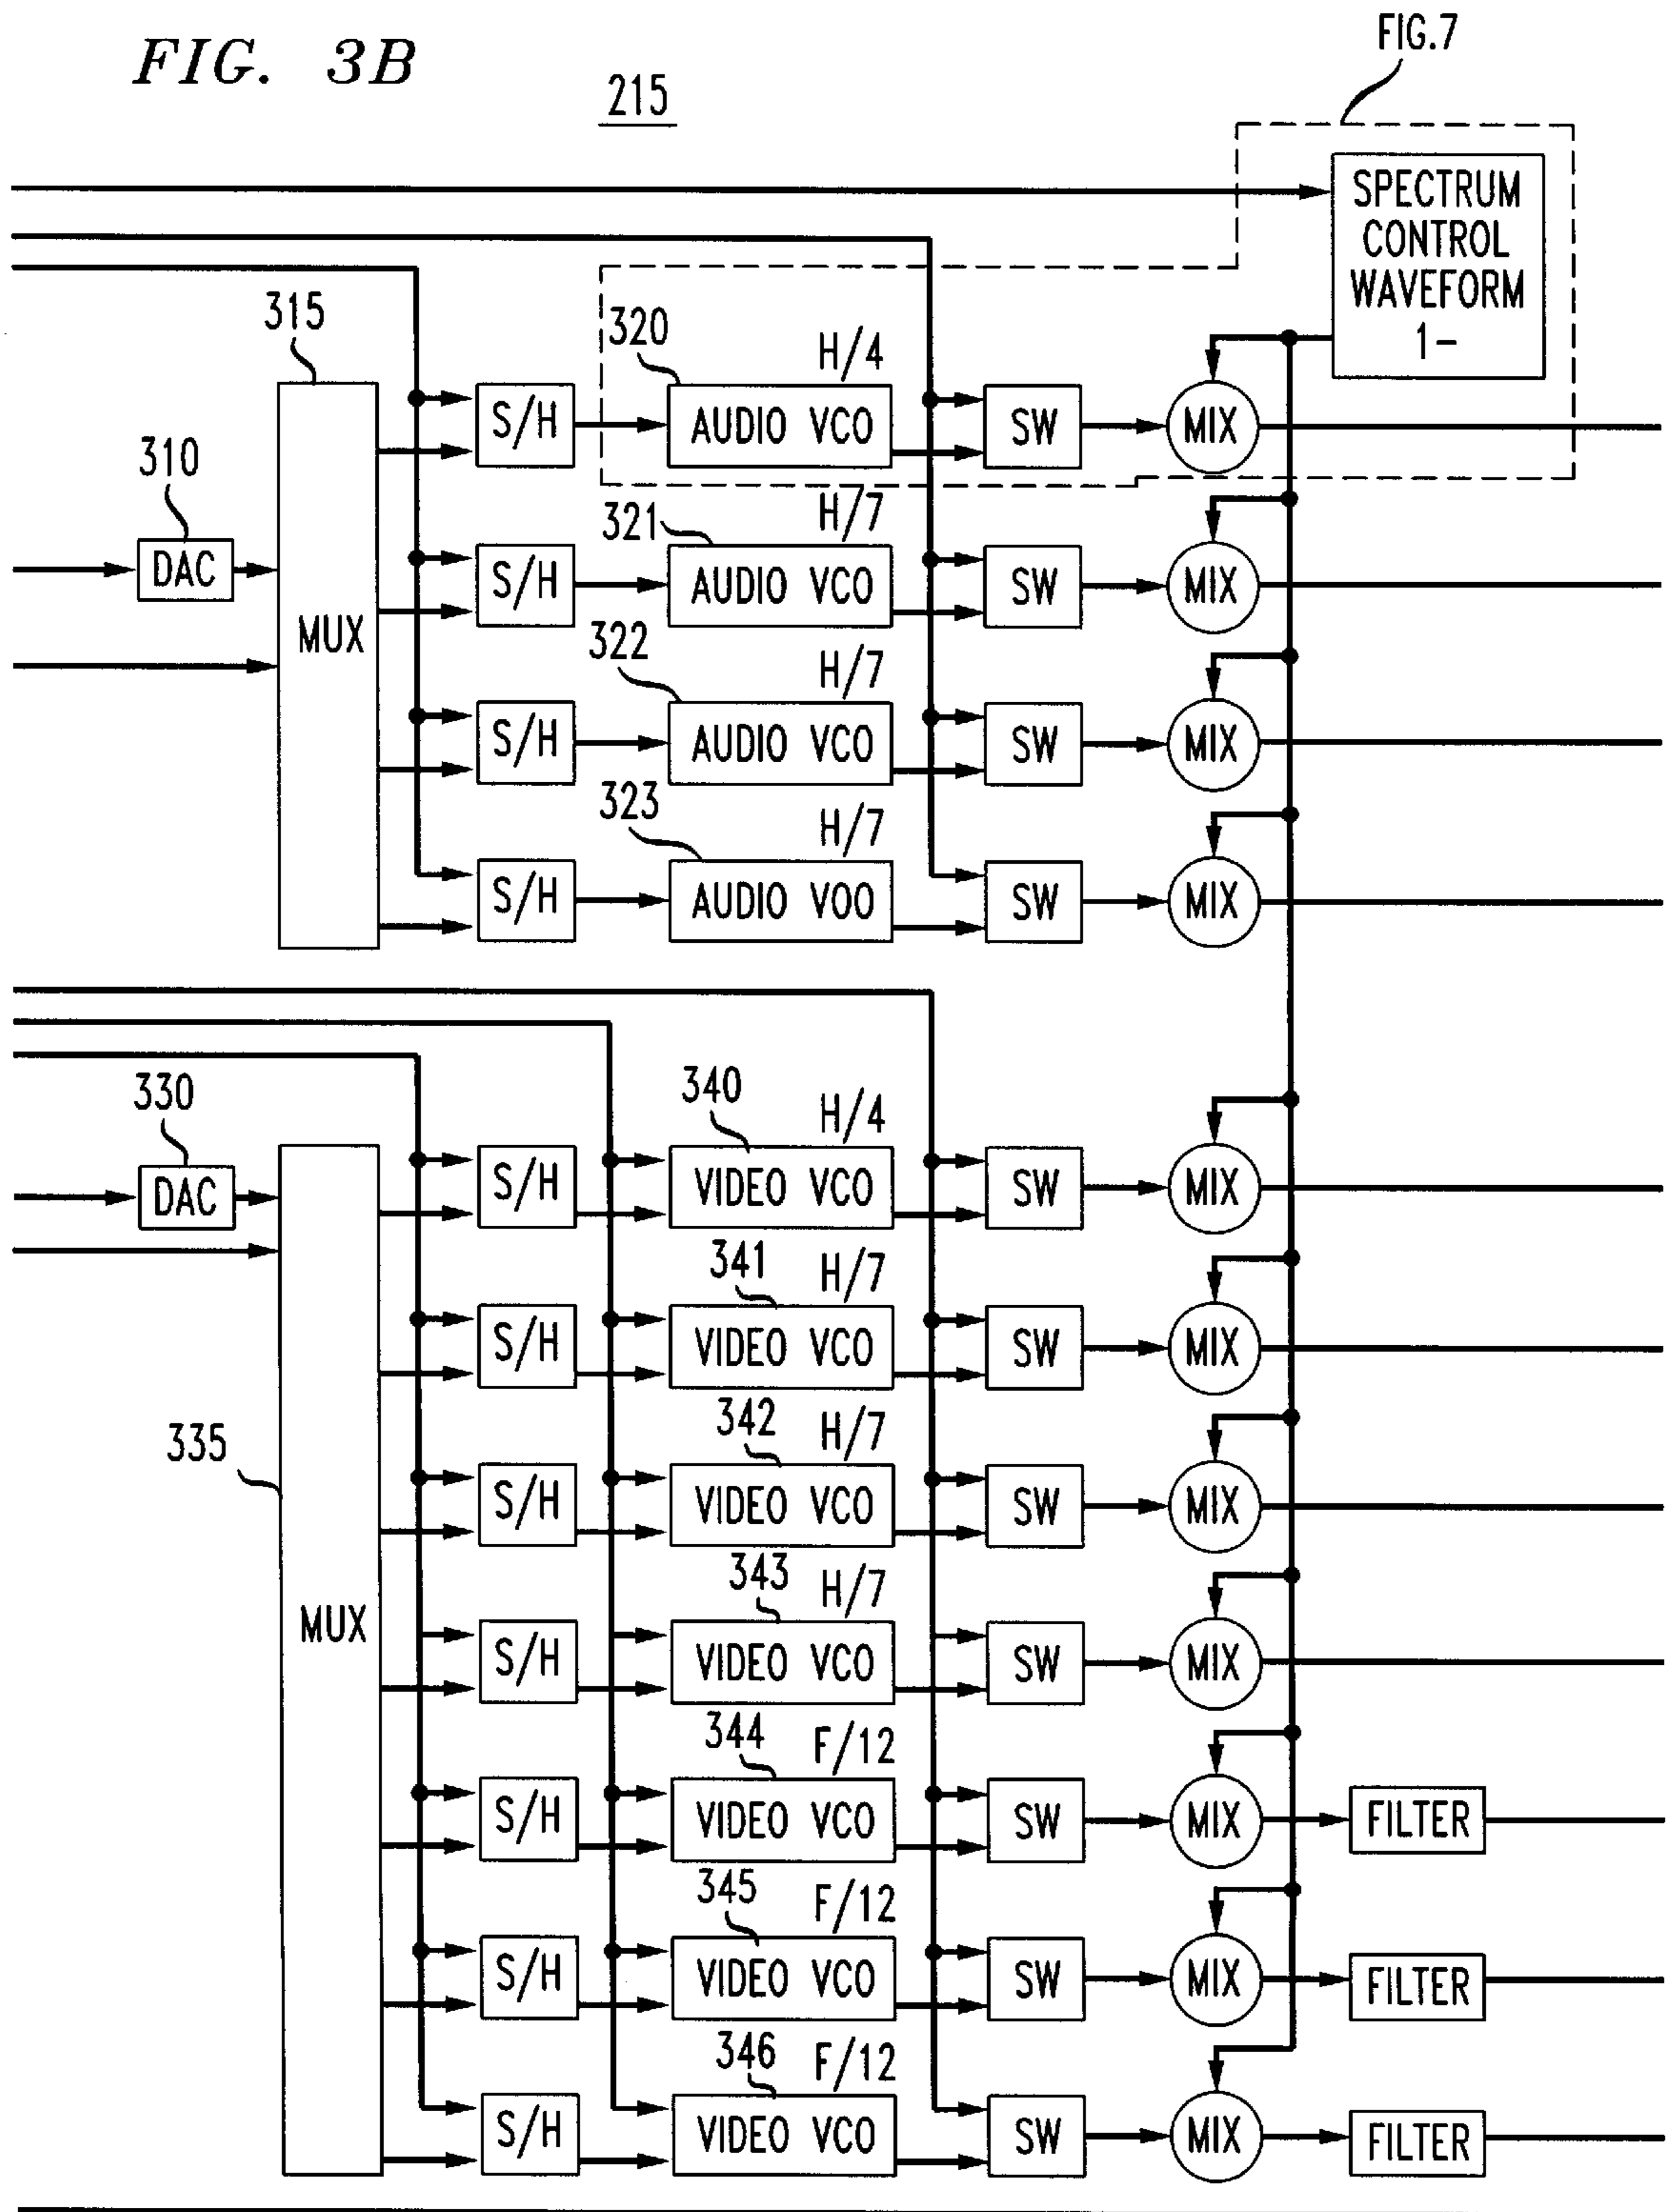 FIG. 3B
215
FIG.7
SPECTRUM
CONTROL
WAVEFORM
1-
315
320
H/4
S/H
AUDIO VCO
SW
MIX
310
DAC
MUX
321
H/7
S/H
AUDIO VCO
SW
MIX
322
H/7
S/H
AUDIO VCO
SW
MIX
323
H/7
S/H
AUDIO VOO
SW
MIX
330
DAC
340
H/4
S/H
VIDEO VCO
SW
MIX
341
H/7
S/H
VIDEO VCO
SW
MIX
335
MUX
342
H/7
S/H
VIDEO VCO
SW
MIX
343
H/7
S/H
VIDEO VCO
SW
MIX
344
F/12
S/H
VIDEO VCO
SW
MIX
FILTER
345
F/12
S/H
VIDEO VCO
SW
MIX
FILTER
346
F/12
S/H
VIDEO VCO
SW
MIX
FILTER